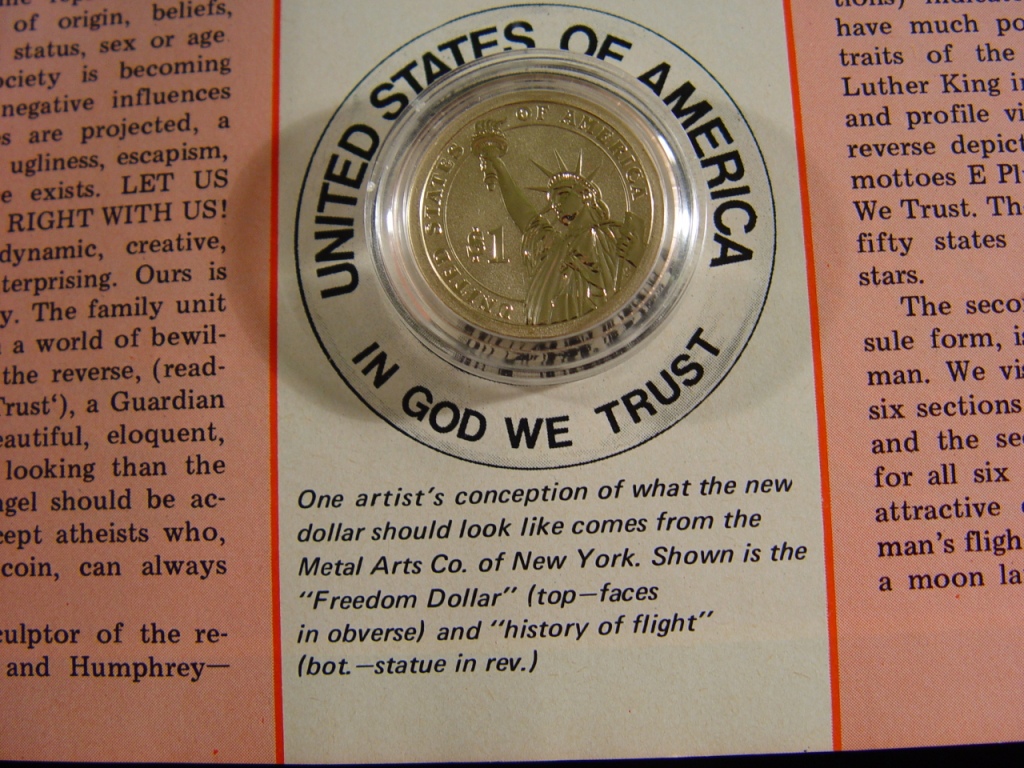 of origin, beliefs,
status, sex or age
ociety is becoming
negative influences
es are projected, a
ugliness, escapism,
e exists. LET US
RIGHT WITH US!
dynamic, creative,
terprising. Ours is
y. The family unit
a world of bewil-
the reverse, (read-
Trust'), a Guardian
eautiful, eloquent,
looking than the
ngel should be ac-
cept atheists who,
coin, can always
culptor of the re-
and Humphrey—
UNITED STATES OF AMERICA
IN GOD WE TRUST
UNITED STATES OF AMERICA
$1
One artist's conception of what the new
dollar should look like comes from the
Metal Arts Co. of New York. Shown is the
"Freedom Dollar" (top—faces
in obverse) and "history of flight"
(bot.—statue in rev.)
have much po
traits of the
Luther King in
and profile vi
reverse depict
mottoes E Pl
We Trust. Th
fifty states
stars.
The seco
sule form, is
man. We vis
six sections
and the se
for all six
attractive
man's fligh
a moon la